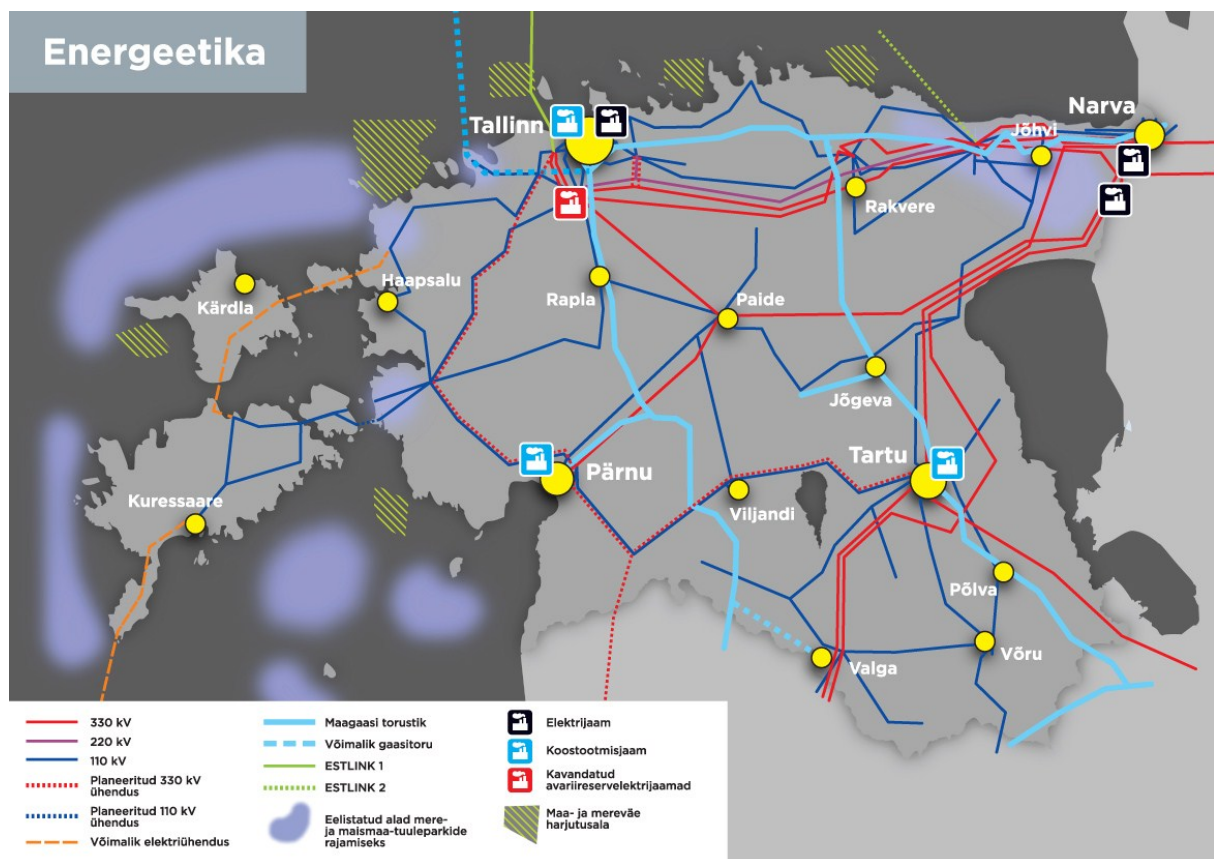 Energeetika
Tallinn
Narva
Jõhvi
Rakvere
Haapsalu
Kärdla
Rapla
Paide
Jõgeva
Tartu
Pärnu
Kuressaare
Viljandi
Põlva
Võru
Valga
330 kV
220 kV
110 kV
Planeeritud 330 kV
ühendus
Planeeritud 110 kV
ühendus
Võimalik elektriühendus
Maagaasi torustik
Võimalik gaasitoru
ESTLINK 1
ESTLINK 2
Eelistatud alad mere-
ja maismaa-tuuleparkide
rajamiseks
Elektrijaam
Koostootmisjaam
Kavandatud
avariireservelektrijaamad
Maa- ja mereväe
harjutusala